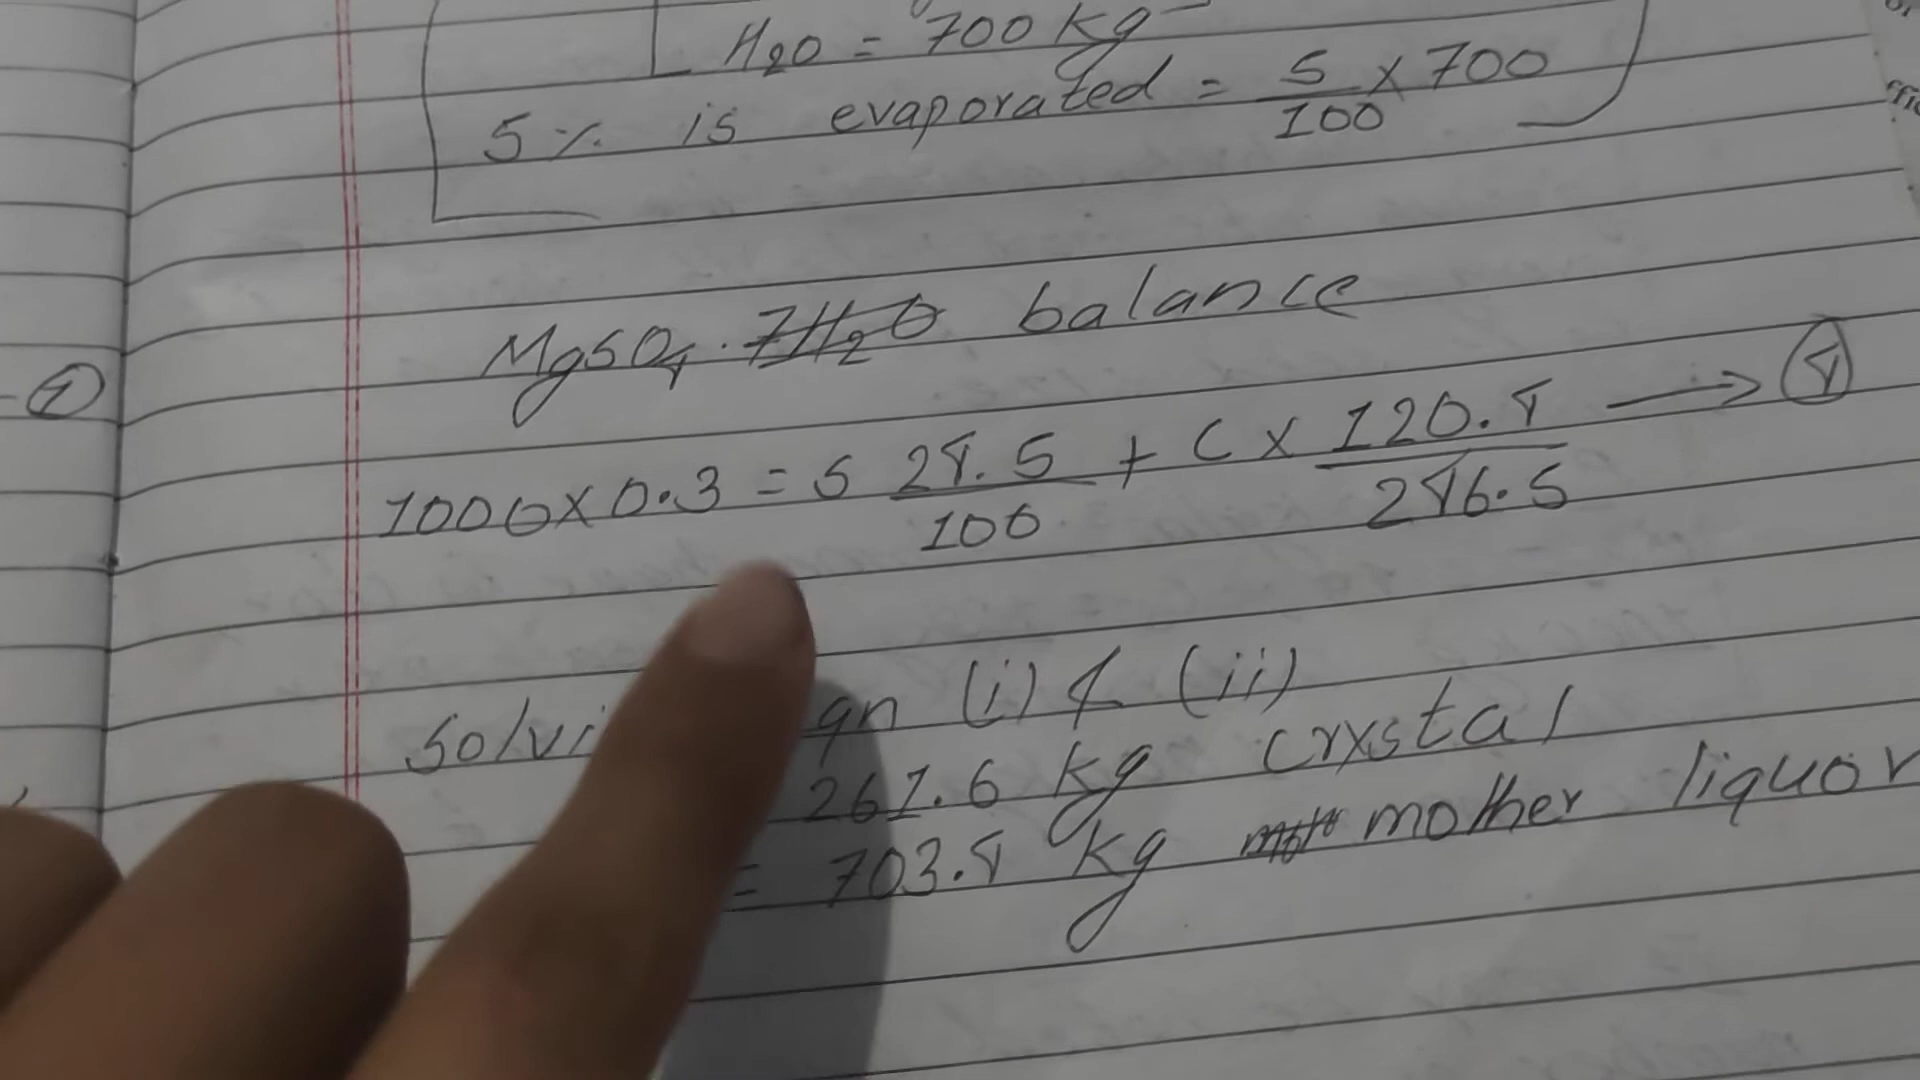 H2O = 700 kg
5 % is evaporated = 5/100 × 700
MgSO4 . 7H2O balance
1000 × 0.3 = S 24.5/100 + C × 120.4/246.5 → 4
1
Solvi qn (i) & (ii)
261.6 kg crystal
= 703.4 kg mother liquor